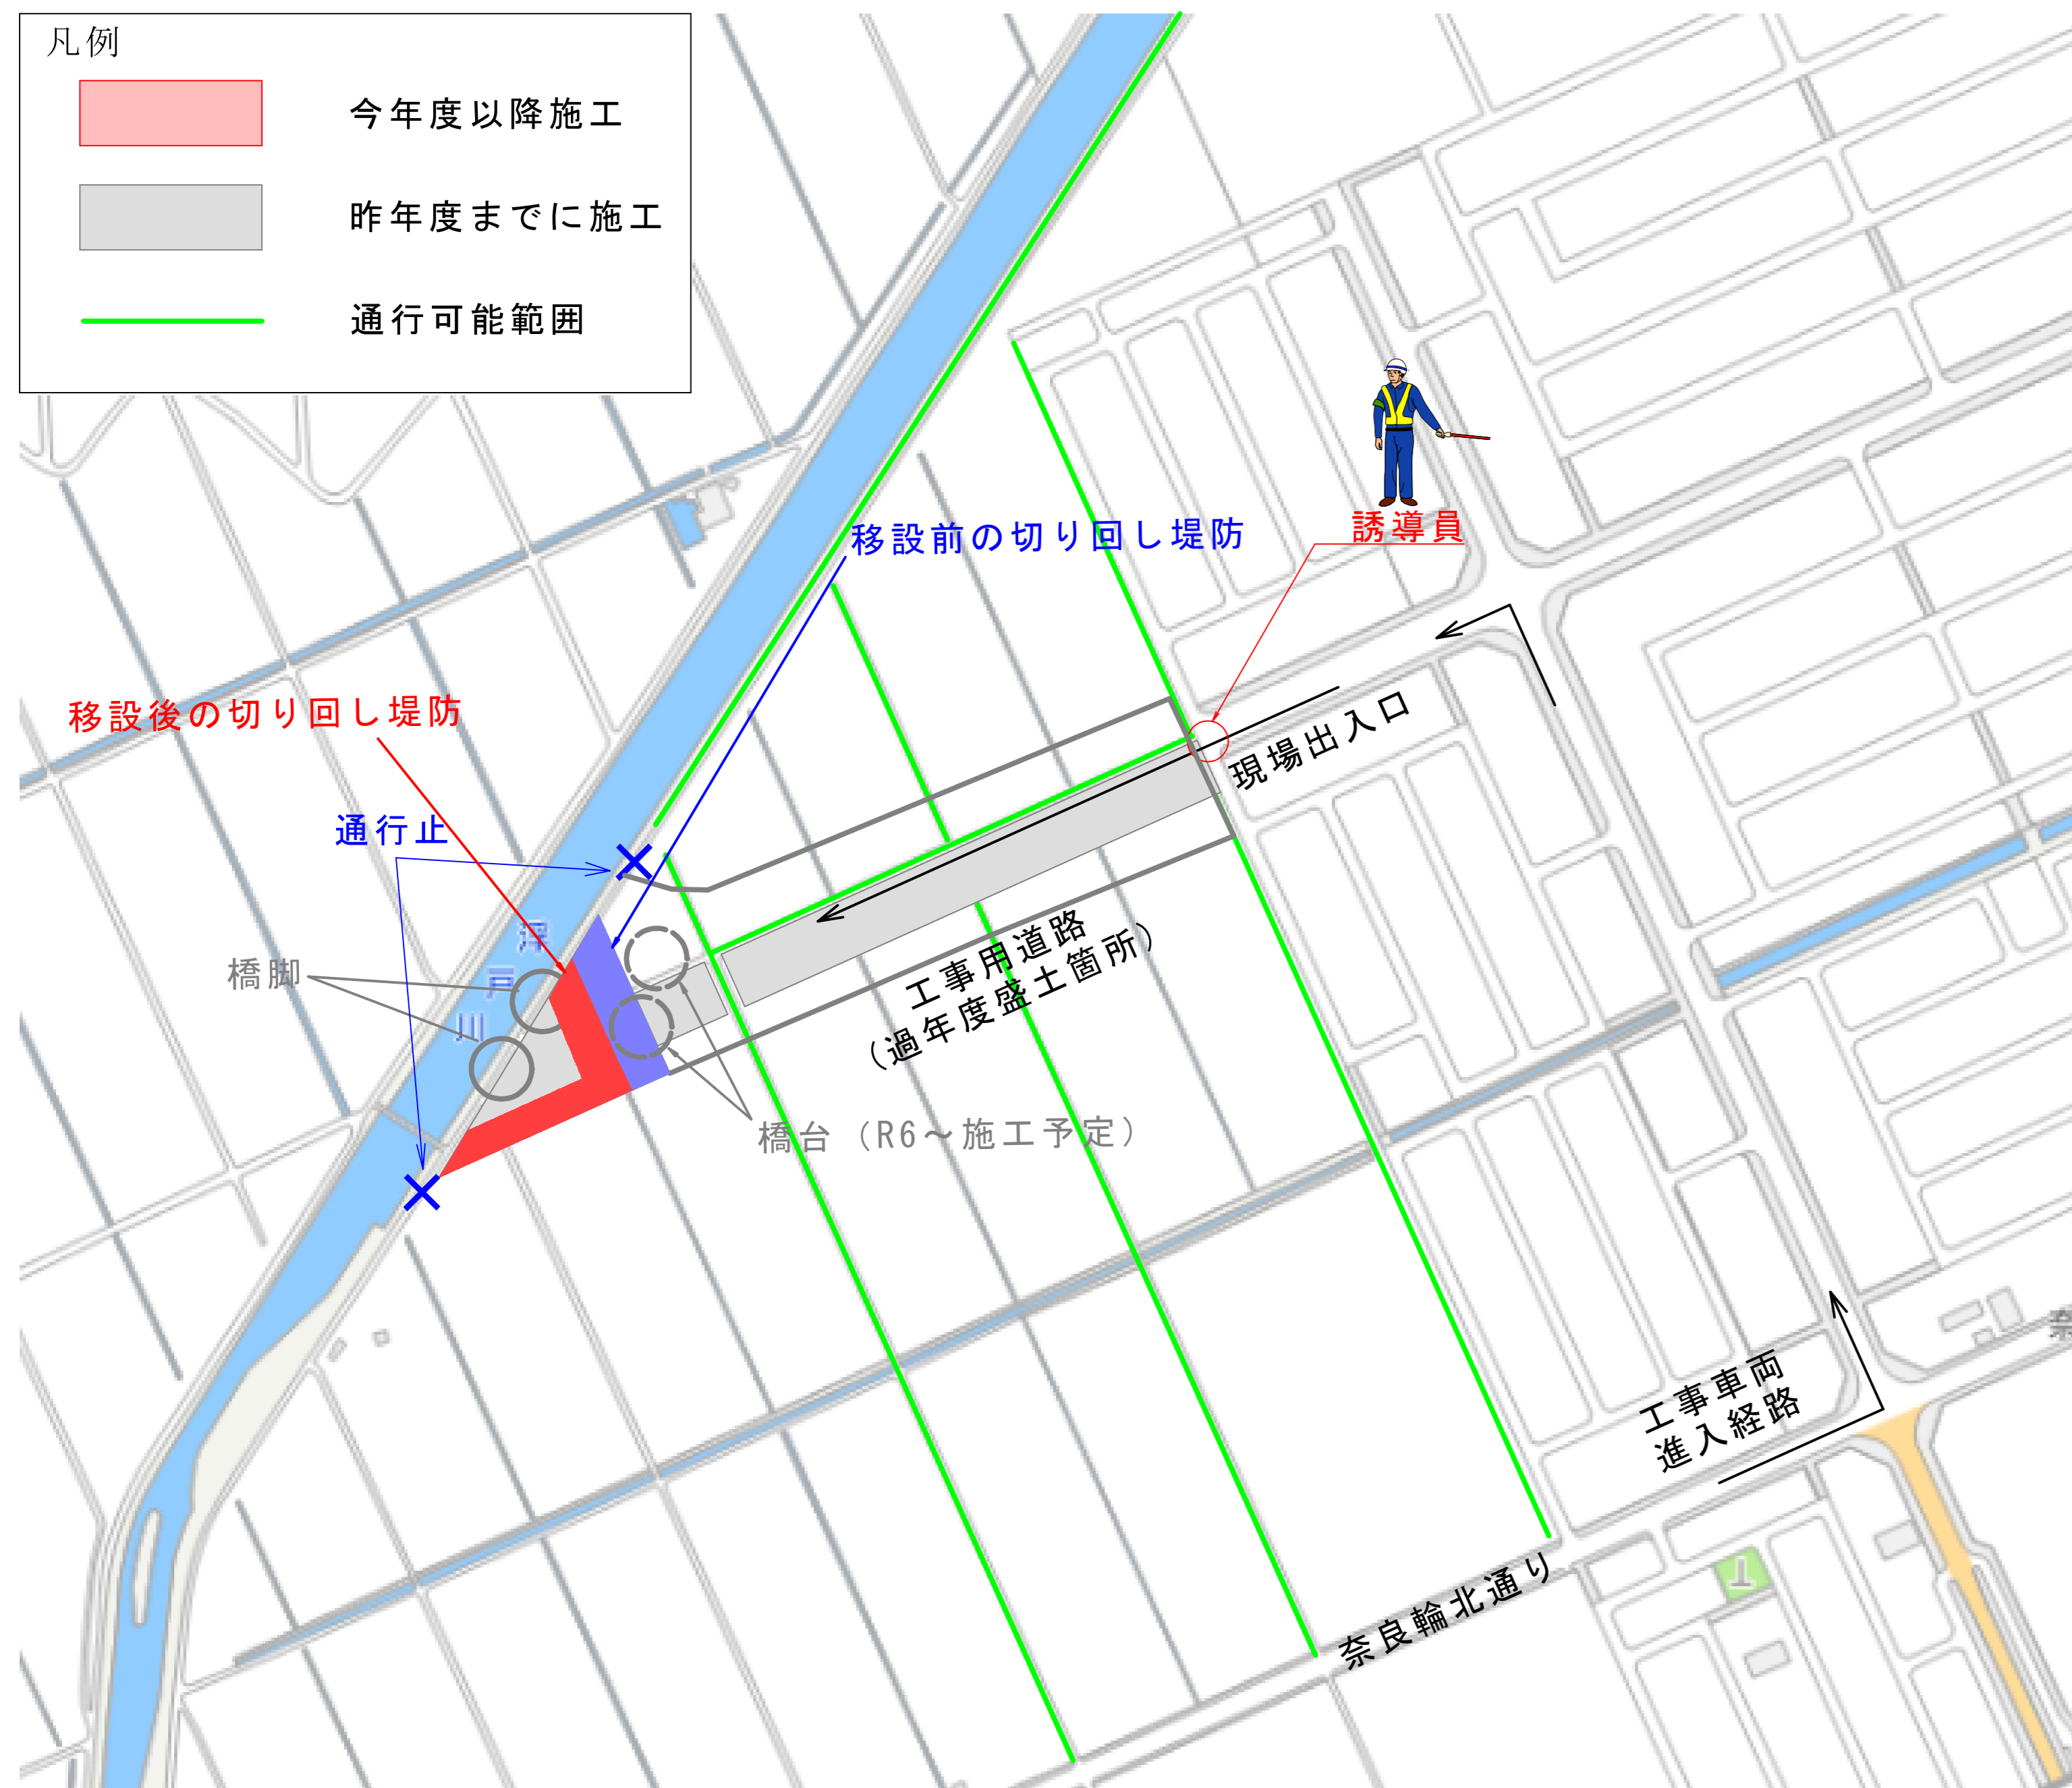 凡例
今年度以降施工
昨年度までに施工
通行可能範囲
誘導員
移設前の切り回し堤防
移設後の切り回し堤防
現場出入口
通行止
工事用道路
（過年度盛土箇所）
橋脚
川
戸
橋台（R6～施工予定）
工事車両
進入経路
奈良輪北通り